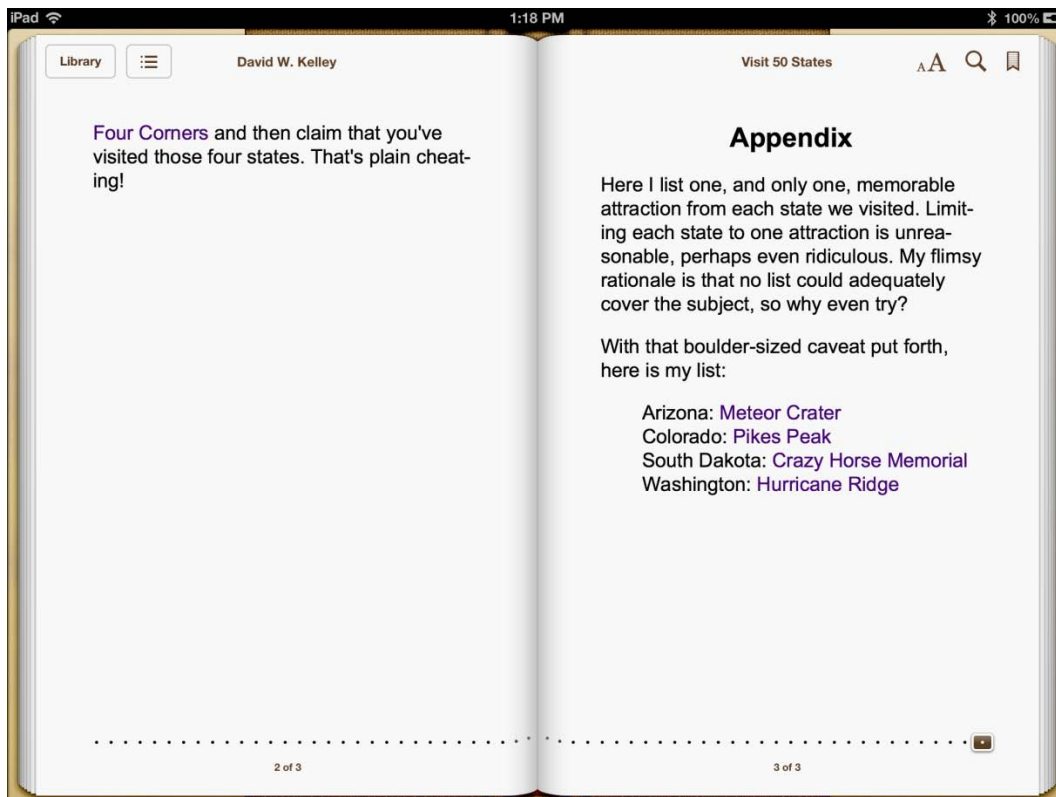 iPad
1:18 PM
100%
Library
David W. Kelley
Visit 50 States
AA
Four Corners and then claim that you've
visited those four states. That's plain cheat-
ing!
2 of 3
Appendix
Here I list one, and only one, memorable
attraction from each state we visited. Limit-
ing each state to one attraction is unrea-
sonable, perhaps even ridiculous. My flimsy
rationale is that no list could adequately
cover the subject, so why even try?
With that boulder-sized caveat put forth,
here is my list:
Arizona: Meteor Crater
Colorado: Pikes Peak
South Dakota: Crazy Horse Memorial
Washington: Hurricane Ridge
3 of 3